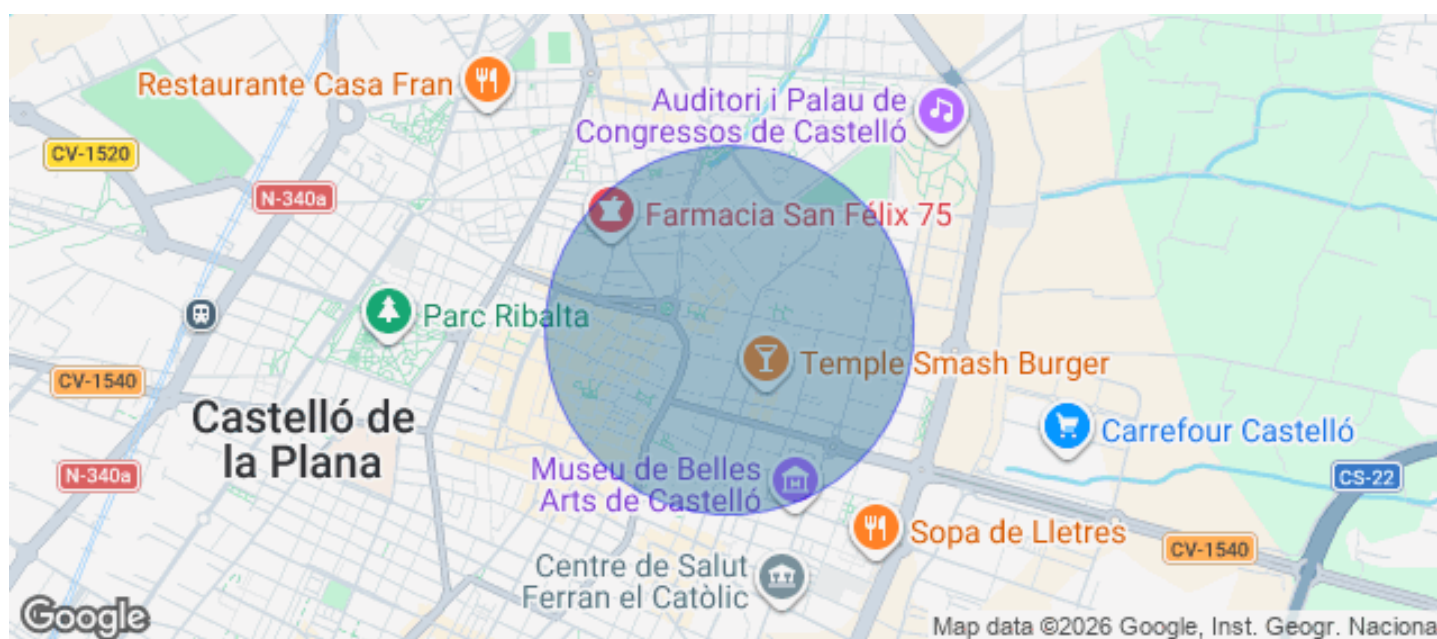 Restaurante Casa Fran
Auditori i Palau de
Congressos de Castelló
CV-1520
N-340a
Farmacia San Félix 75
Parc Ribalta
Temple Smash Burger
CV-1540
Castelló de
la Plana
Carrefour Castelló
N-340a
Museu de Belles
Arts de Castelló
CS-22
Sopa de Lletres
CV-1540
Centre de Salut
Ferran el Catòlic
Google
Map data ©2026 Google, Inst. Geogr. Naciona